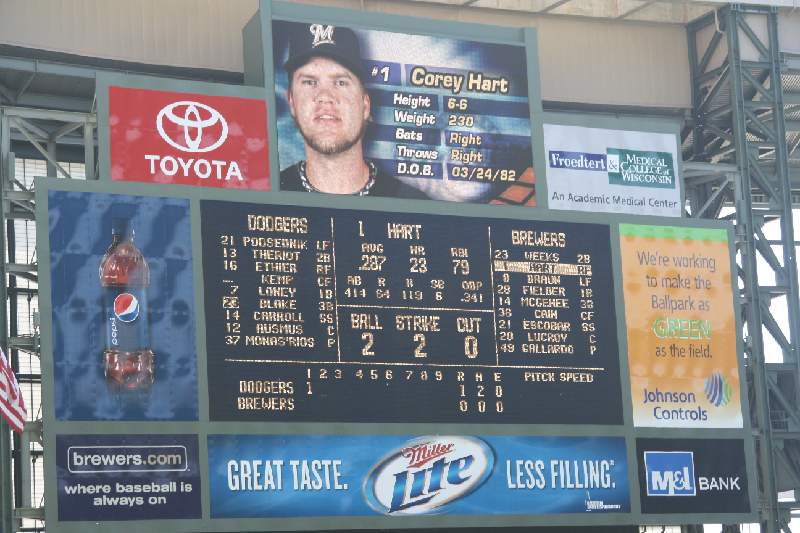 M
#1 Corey Hart
Height 6-6
Weight 230
Bats Right
Throws Right
D.O.B. 03/24/82
TOYOTA
Froedtert & MEDICAL COLLEGE OF WISCONSIN
An Academic Medical Center
pepsi
DODGERS
21 PODSEDNIK LF
13 THERIOT 2B
16 ETHIER RF
KEMP CF
7 LONEY 1B
BLAKE 3B
14 CARROLL SS
12 AUSMUS C
37 MONAS'RIOS P
1 HART
AVG HR RBI
.287 23 79
AB R H SB OBP
414 64 119 6 .341
BALL STRIKE OUT
2 2 0
BREWERS
23 WEEKS 2B
1 HART RF
8 BRAUN LF
28 FIELDER 1B
14 MCGEHEE 3B
38 CAIN CF
21 ESCOBAR SS
20 LUCROY C
49 GALLARDO P
1 2 3 4 5 6 7 8 9 R H E PITCH SPEED
DODGERS 1 1 2 0
BREWERS 0 0 0
We're working
to make the
Ballpark as
GREEN
as the field.
Johnson
Controls
brewers.com
where baseball is
always on
GREAT TASTE. Miller Lite LESS FILLING.
M&I BANK